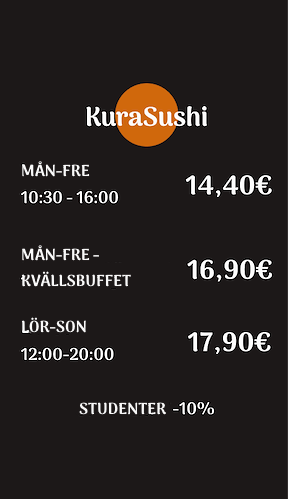 KuraSushi
MÅN-FRE
10:30 - 16:00
14,40€
MÅN-FRE -
KVÄLLSBUFFET
16,90€
LÖR-SON
12:00-20:00
17,90€
STUDENTER -10%